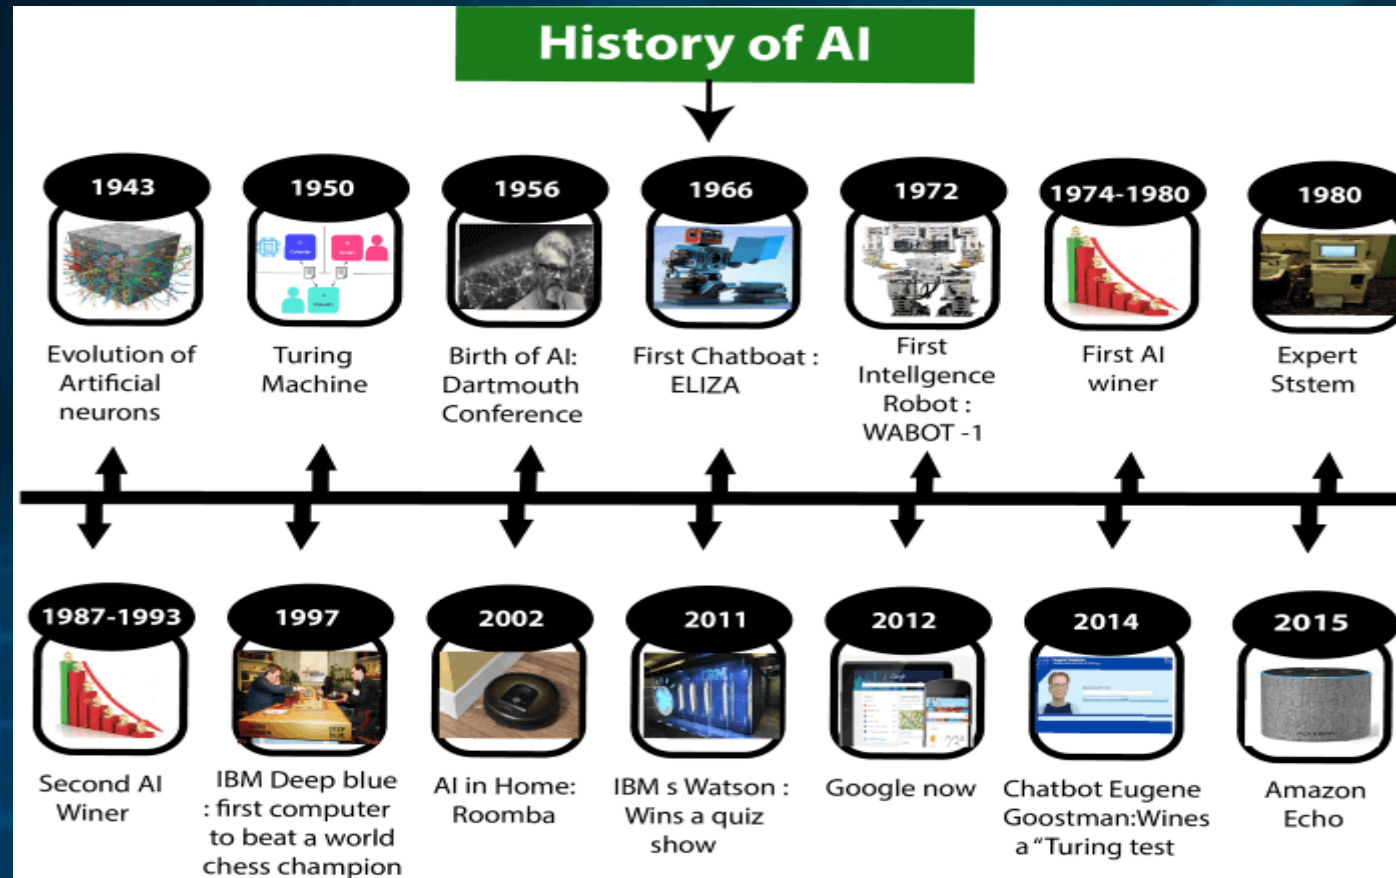 History of AI
1943
1950
1956
1966
1972
1974-1980
1980
Evolution of
Artificial
neurons
Turing
Machine
Birth of AI:
Dartmouth
Conference
First Chatboat :
ELIZA
First
Intellgence
Robot :
WABOT -1
First AI
winer
Expert
Ststem
1987-1993
1997
2002
2011
2012
2014
2015
IBM
Google
Second AI
Winer
IBM Deep blue
: first computer
to beat a world
chess champion
AI in Home:
Roomba
IBM s Watson :
Wins a quiz
show
Google now
Chatbot Eugene
Goostman:Wines
a “Turing test
Amazon
Echo